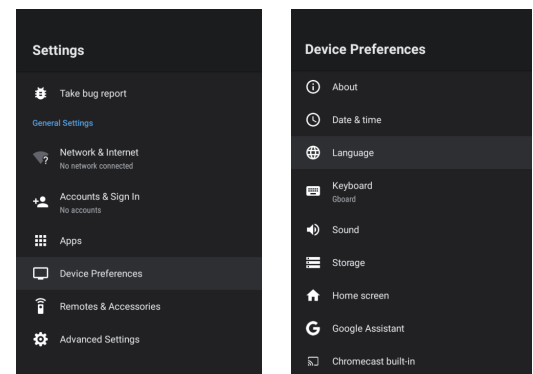 Settings
Take bug report
General Settings
Network & Internet
No network connected
Accounts & Sign In
No accounts
Apps
Device Preferences
Remotes & Accessories
Advanced Settings
Device Preferences
About
Date & time
Language
Keyboard
Gboard
Sound
Storage
Home screen
Google Assistant
Chromecast built-in